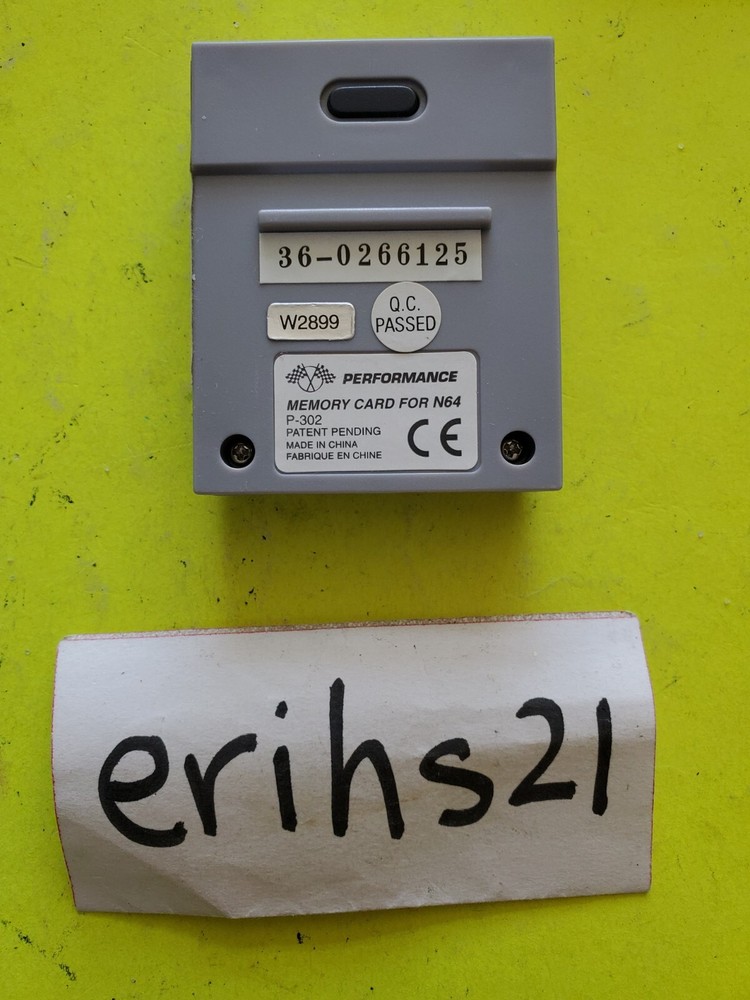 36-0266125
W2899
Q.C.
PASSED
PERFORMANCE
MEMORY CARD FOR N64
P-302
PATENT PENDING
MADE IN CHINA
FABRIQUE EN CHINE
CE
erihs21